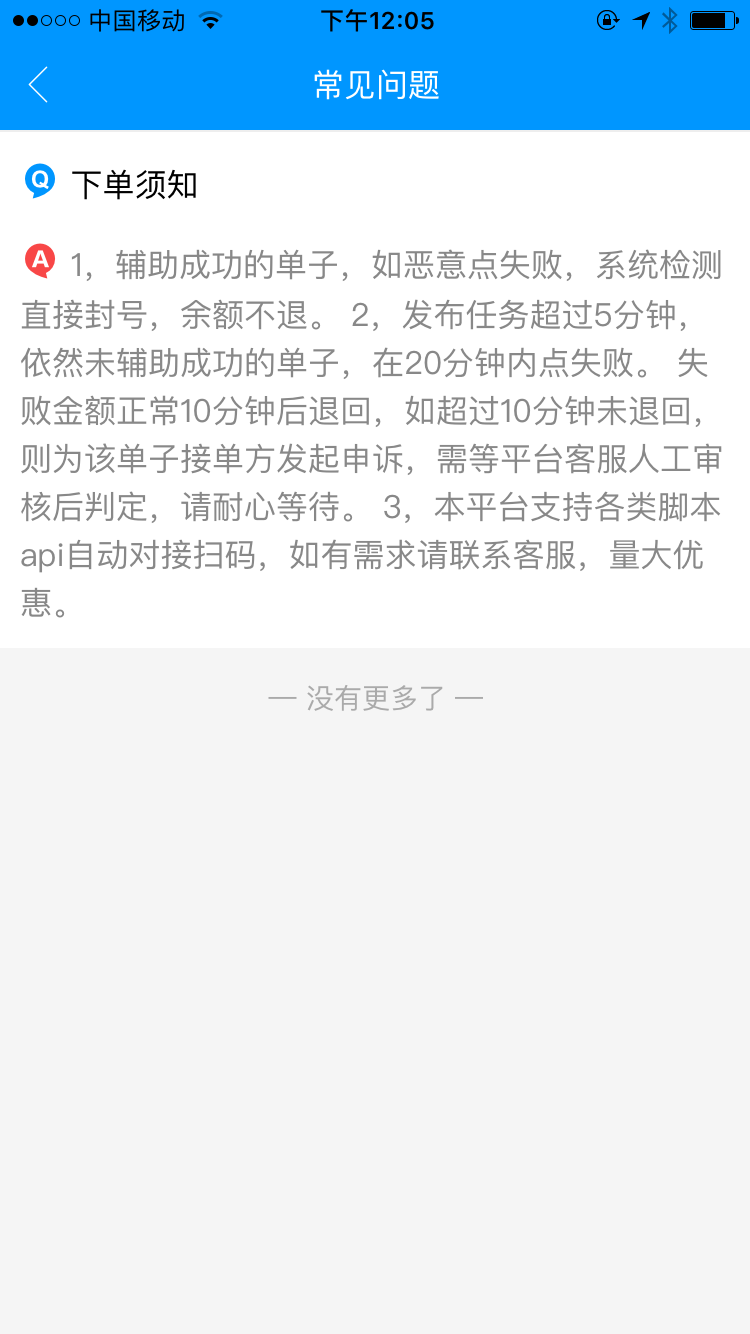 中国移动
下午12:05
常见问题
Q 下单须知
A 1，辅助成功的单子，如恶意点失败，系统检测
直接封号，余额不退。 2，发布任务超过5分钟，
依然未辅助成功的单子，在20分钟内点失败。 失
败金额正常10分钟后退回，如超过10分钟未退回，
则为该单子接单方发起申诉，需等平台客服人工审
核后判定，请耐心等待。 3，本平台支持各类脚本
api自动对接扫码，如有需求请联系客服，量大优
惠。
— 没有更多了 —